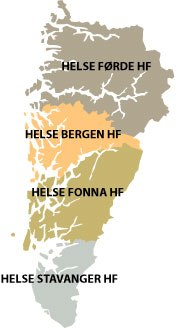 HELSE FØRDE HF
HELSE BERGEN HF
HELSE FONNA HF
HELSE STAVANGER HF